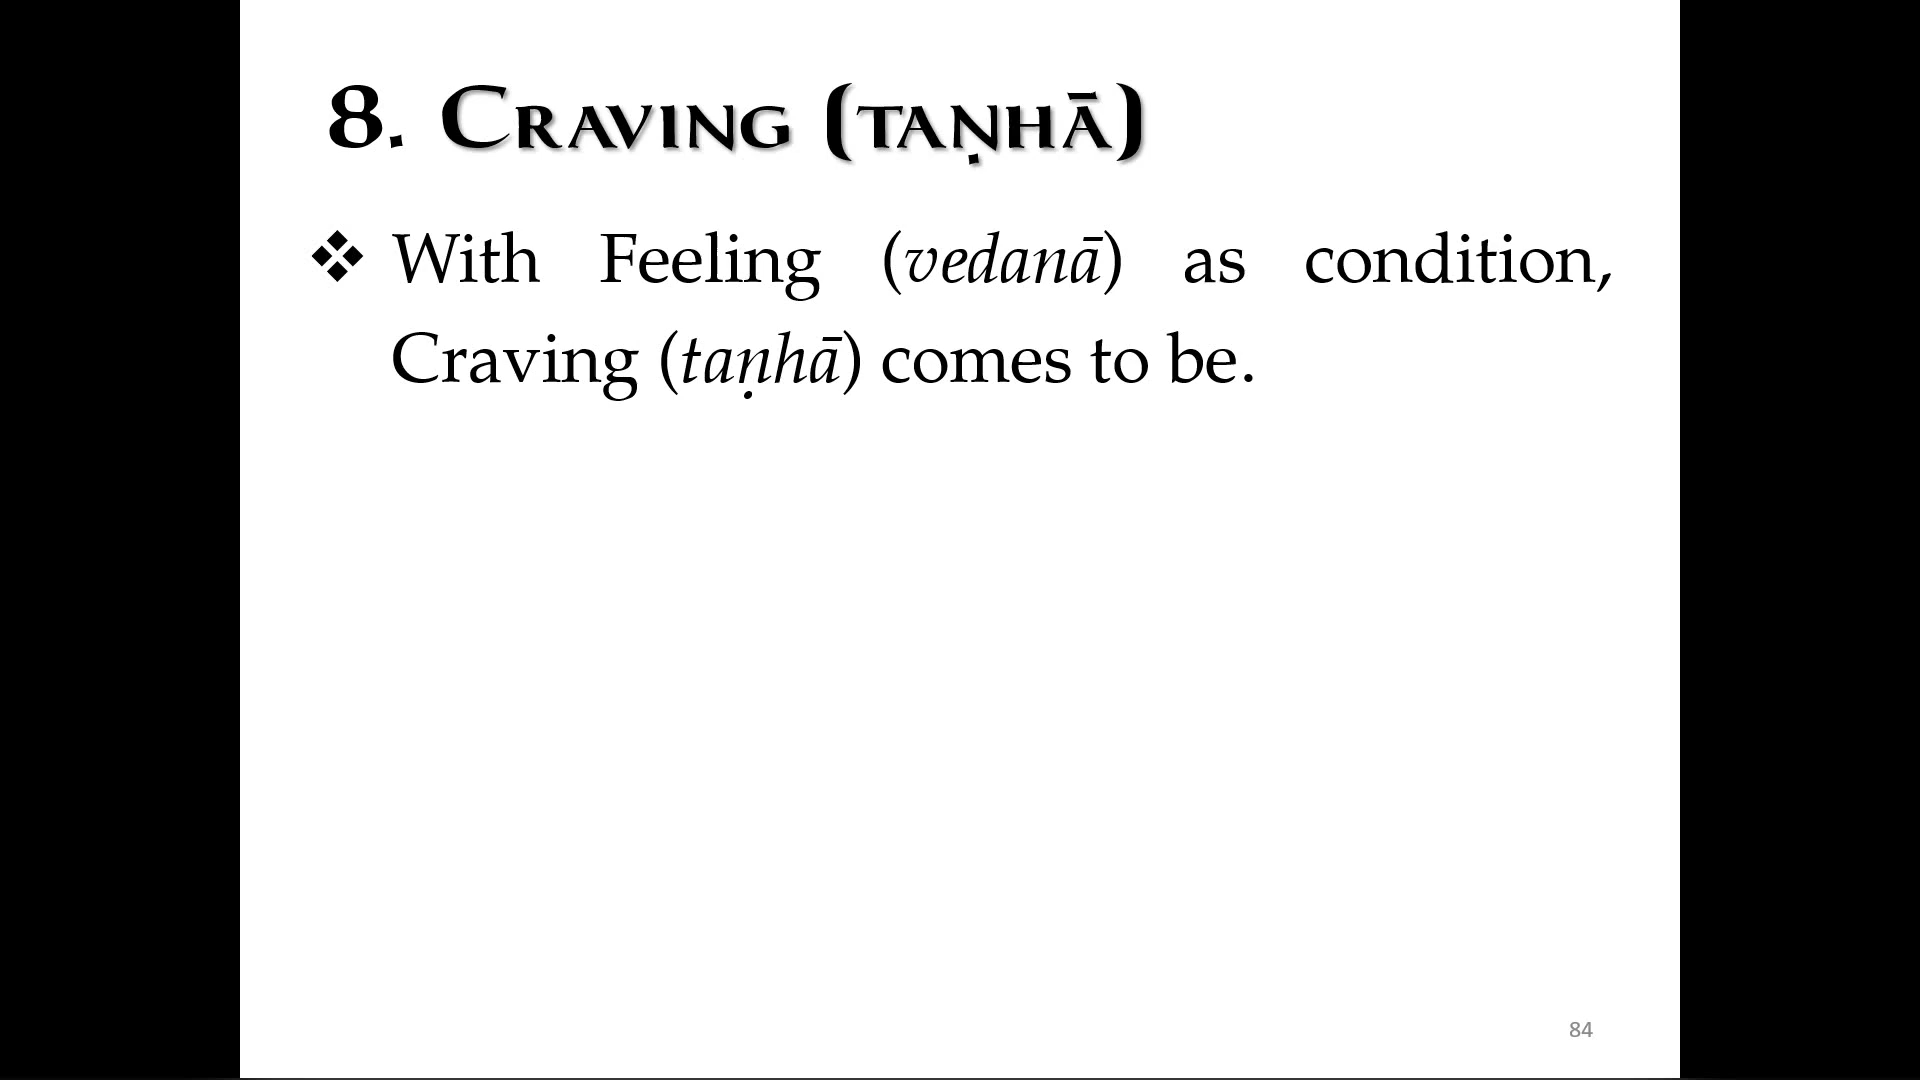 8. Craving (taṇhā)
❖ With Feeling (vedanā) as condition,
Craving (taṇhā) comes to be.
84